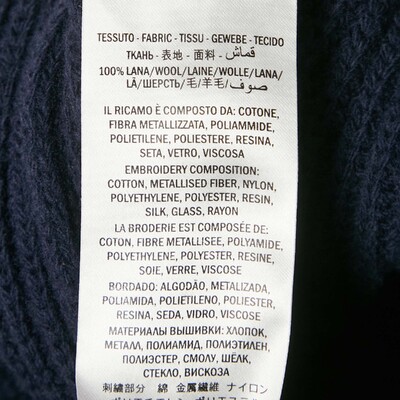 TESSUTO - FABRIC - TISSU - GEWEBE - TECIDO
ТКАНЬ - 表地 - 面料 - قماش
100% LANA/WOOL/LAINE/WOLLE/LANA/
LÃ/ШЕРСТЬ/毛/羊毛/صوف
IL RICAMO È COMPOSTO DA: COTONE,
FIBRA METALLIZZATA, POLIAMMIDE,
POLIETILENE, POLIESTERE, RESINA,
SETA, VETRO, VISCOSA
EMBROIDERY COMPOSITION:
COTTON, METALLISED FIBER, NYLON,
POLYETHYLENE, POLYESTER, RESIN,
SILK, GLASS, RAYON
LA BRODERIE EST COMPOSÉE DE:
COTON, FIBRE METALLISEE, POLYAMIDE,
POLYETHYLENE, POLYESTER, RESINE,
SOIE, VERRE, VISCOSE
BORDADO: ALGODÃO, METALIZADA,
POLIAMIDA, POLIETILENO, POLIESTER,
RESINA, SEDA, VIDRO, VISCOSE
МАТЕРИАЛЫ ВЫШИВКИ: ХЛОПОК,
МЕТАЛЛ, ПОЛИАМИД, ПОЛИЭТИЛЕН,
ПОЛИЭСТЕР, СМОЛУ, ШЁЛК,
СТЕКЛО, ВИСКОЗА
刺繍部分 綿 金属繊維 ナイロン